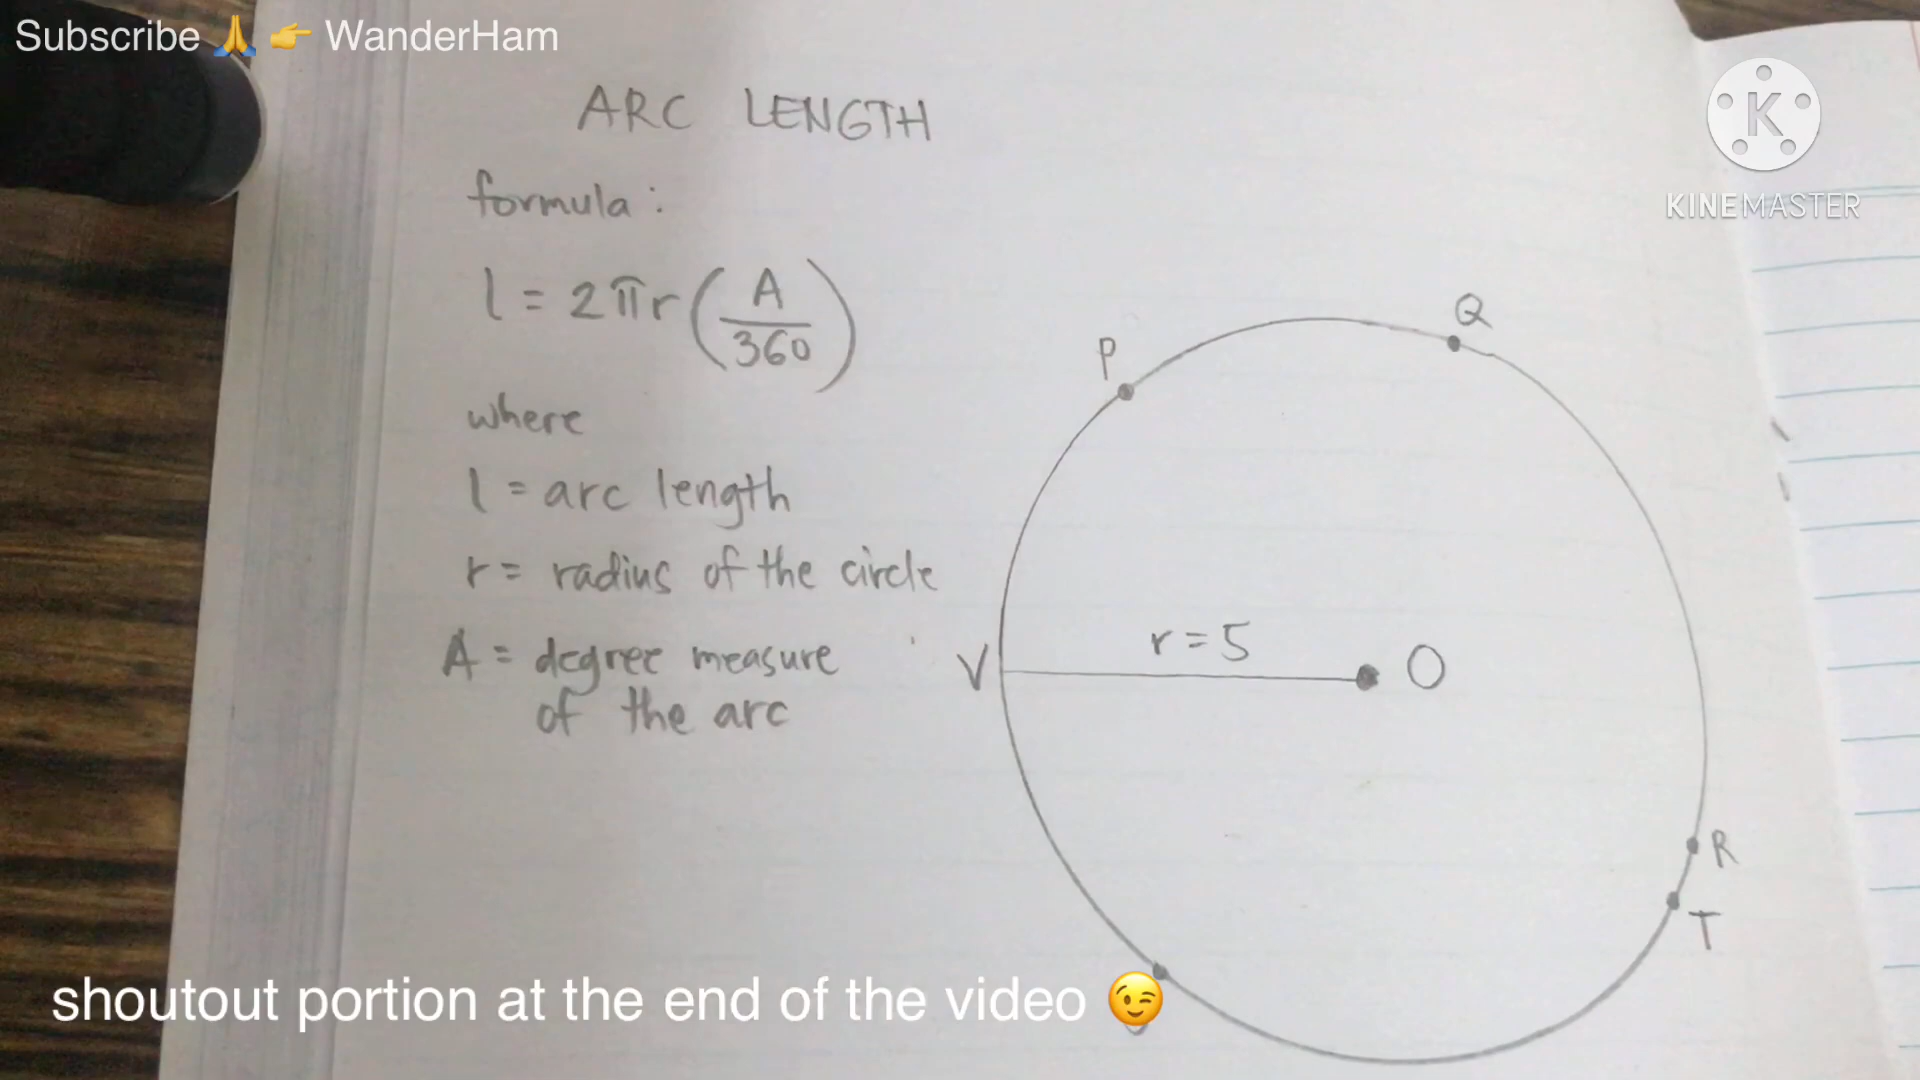 Subscribe 🙏 👉 WanderHam
K
KINEMASTER
ARC LENGTH
formula:
l = 2πr(A/360)
where
l = arc length
r = radius of the circle
A = degree measure
of the arc
P
Q
r = 5
V
O
R
T
shoutout portion at the end of the video 😉